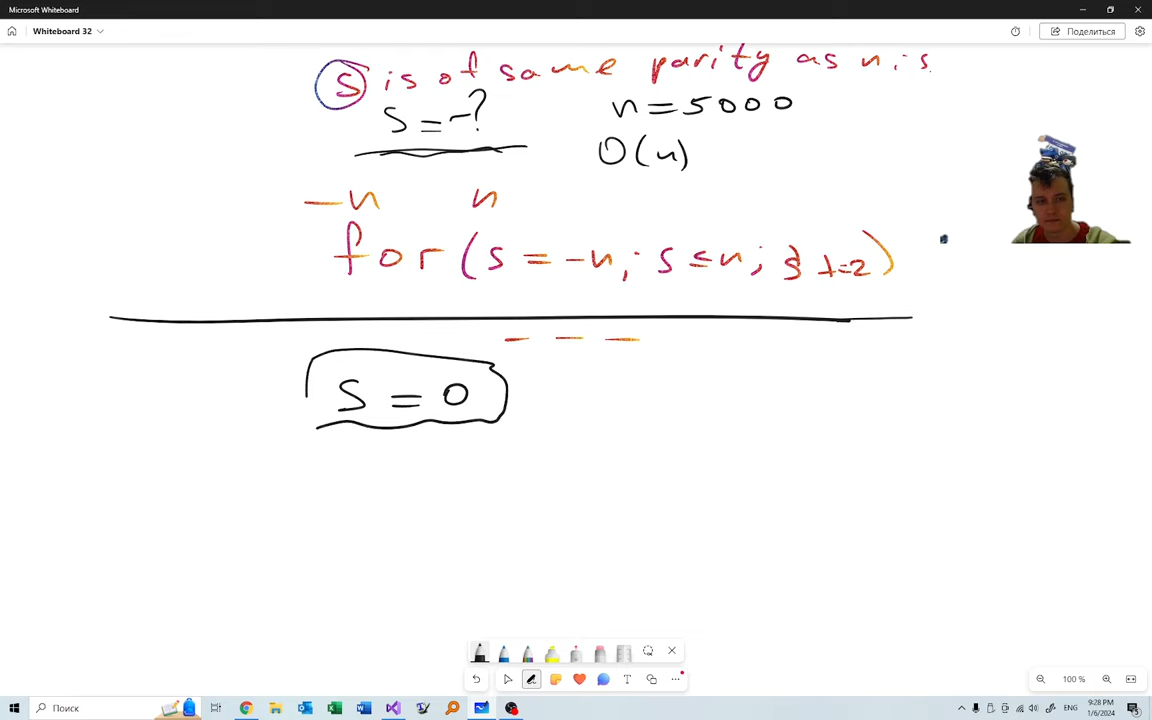 Microsoft Whiteboard
Whiteboard 32
Поделиться
S is of same parity as n is
S = -?
n = 5000
O(n)
-n n
for (s = -n; s ≤ n; s += 2)
- - -
S = 0
100 %
Поиск
ENG
9:28 PM
1/6/2024
5